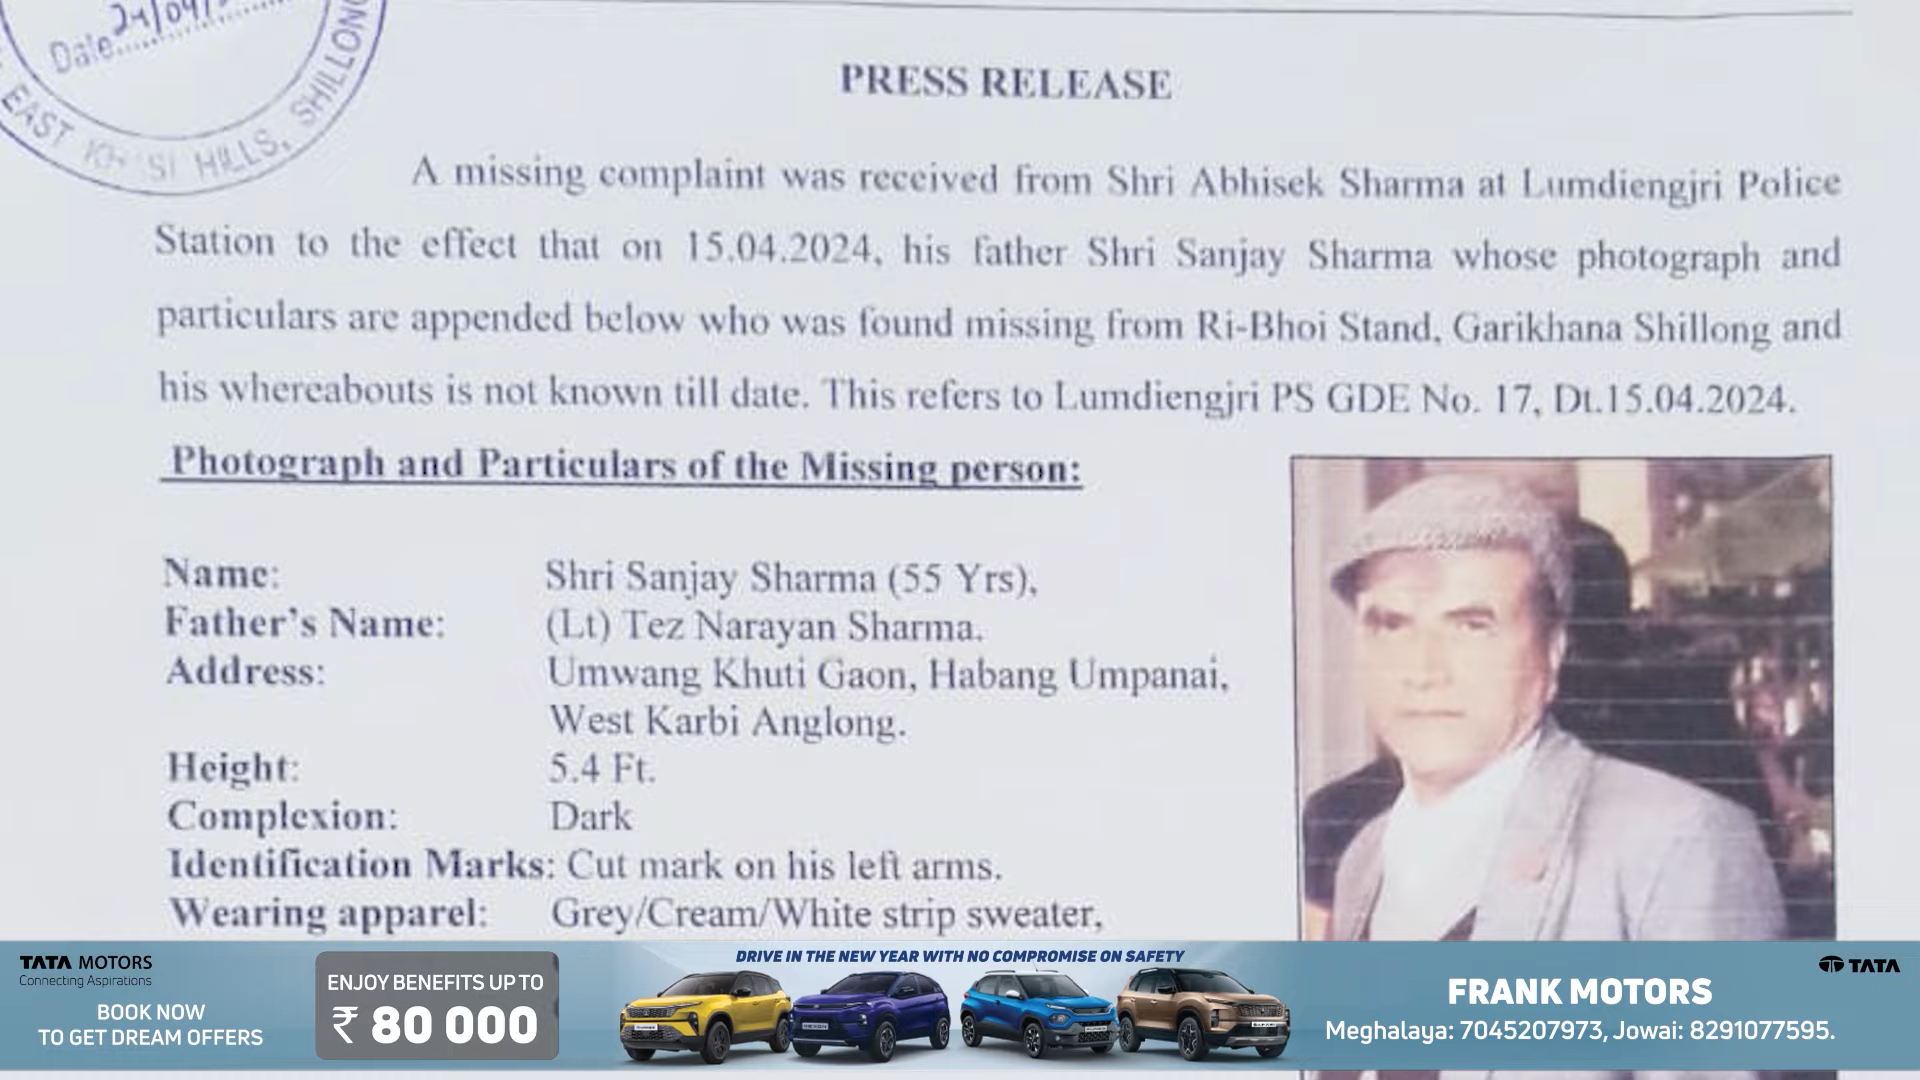 Date 24/04/
EAST KHASI HILLS, SHILLONG
PRESS RELEASE
A missing complaint was received from Shri Abhisek Sharma at Lumdiengjri Police
Station to the effect that on 15.04.2024, his father Shri Sanjay Sharma whose photograph and
particulars are appended below who was found missing from Ri-Bhoi Stand, Garikhana Shillong and
his whereabouts is not known till date. This refers to Lumdiengjri PS GDE No. 17, Dt.15.04.2024.
Photograph and Particulars of the Missing person:
Name: Shri Sanjay Sharma (55 Yrs),
Father's Name: (Lt) Tez Narayan Sharma.
Address: Umwang Khuti Gaon, Habang Umpanai,
West Karbi Anglong.
Height: 5.4 Ft.
Complexion: Dark
Identification Marks: Cut mark on his left arms.
Wearing apparel: Grey/Cream/White strip sweater,
TATA MOTORS
Connecting Aspirations
BOOK NOW
TO GET DREAM OFFERS
ENJOY BENEFITS UP TO
₹ 80 000
DRIVE IN THE NEW YEAR WITH NO COMPROMISE ON SAFETY
TATA
FRANK MOTORS
Meghalaya: 7045207973, Jowai: 8291077595.